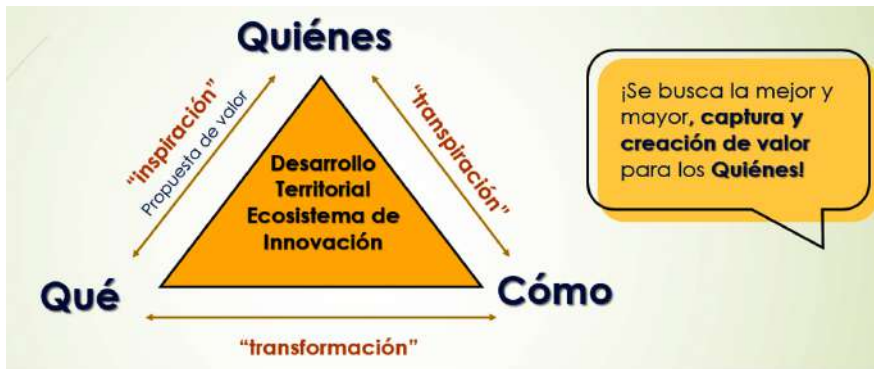 Quiénes
“inspiración”
Propuesta de valor
“transpiración”
Desarrollo
Territorial
Ecosistema de
Innovación
Qué
Cómo
“transformación”
¡Se busca la mejor y
mayor, captura y
creación de valor
para los Quiénes!